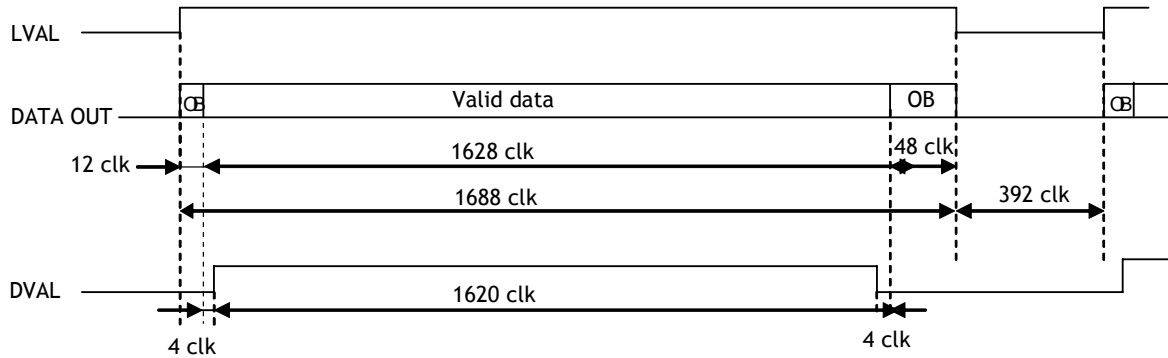 LVAL
DATA OUT
OB Valid data OB OB
12 clk 1628 clk 48 clk
1688 clk 392 clk
DVAL
1620 clk
4 clk 4 clk